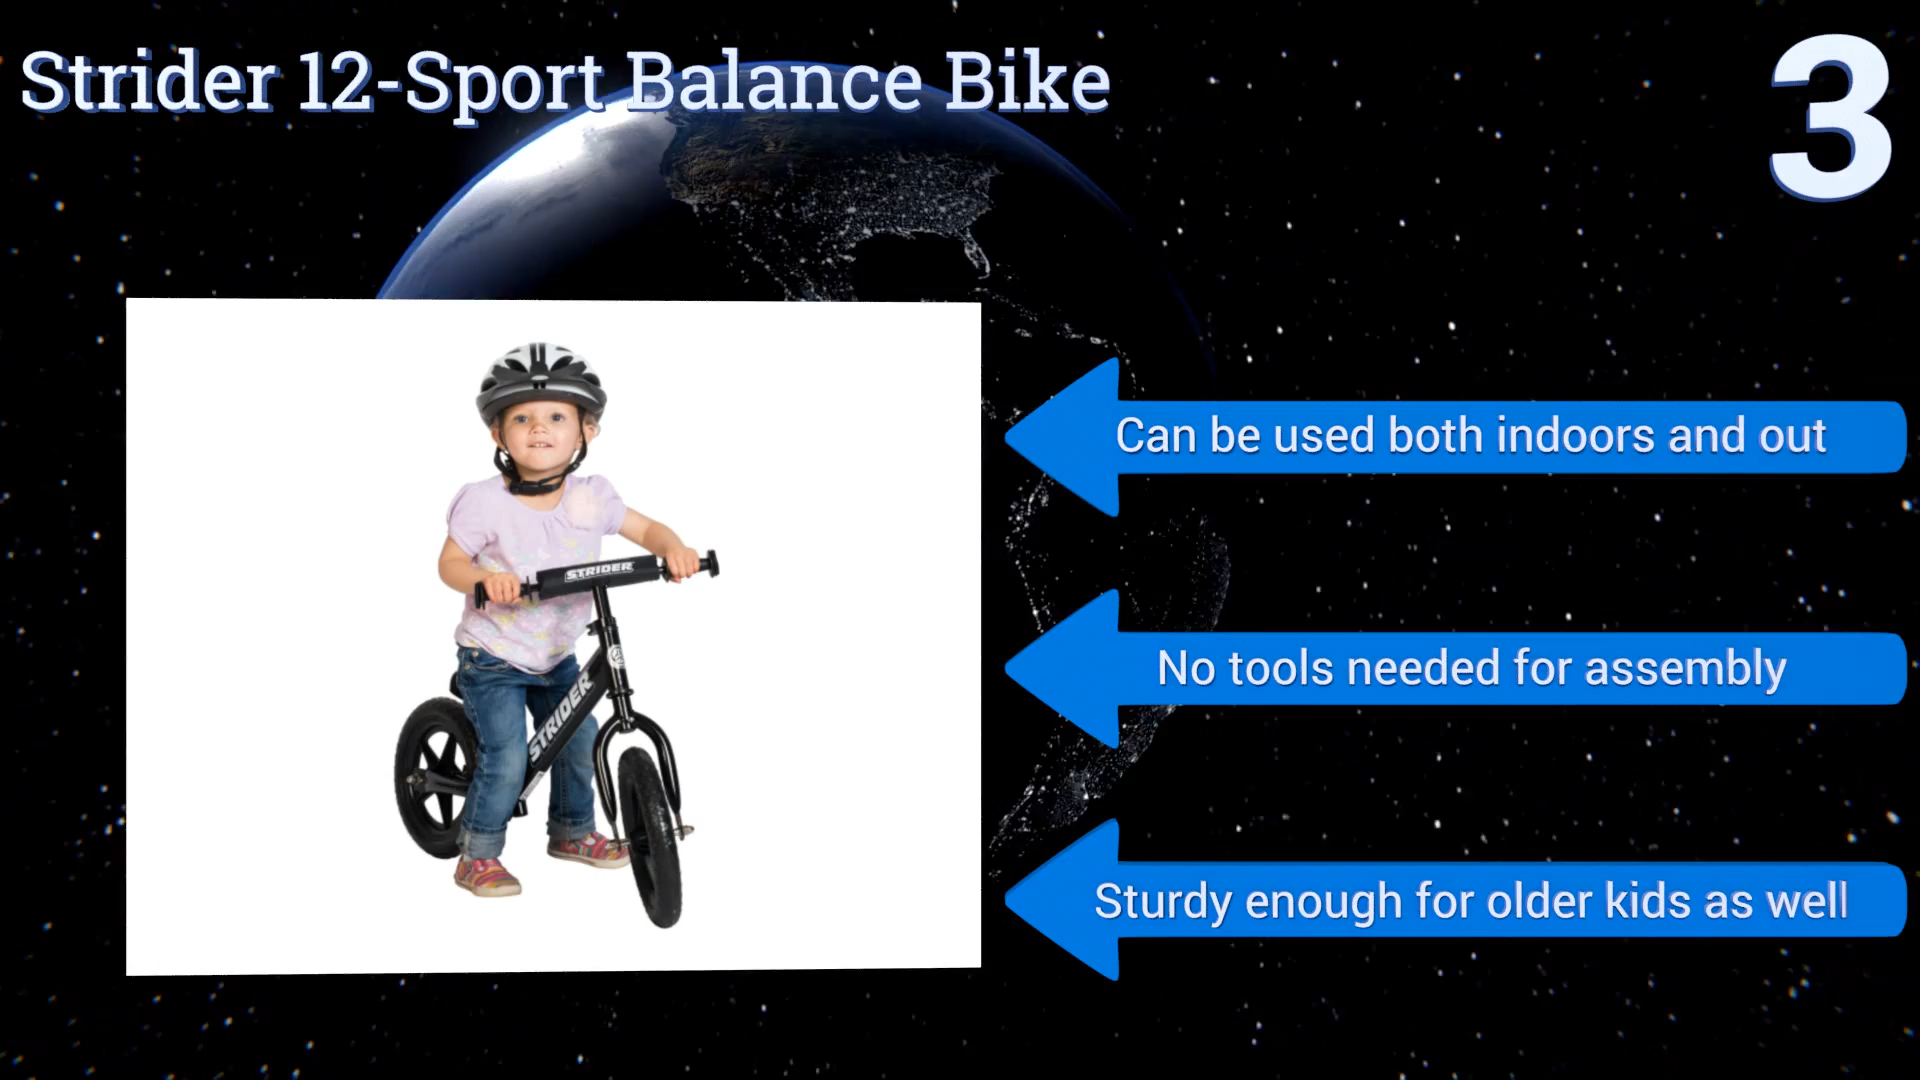 Strider 12-Sport Balance Bike
3
Can be used both indoors and out
No tools needed for assembly
Sturdy enough for older kids as well
STRIDER
STRIDER